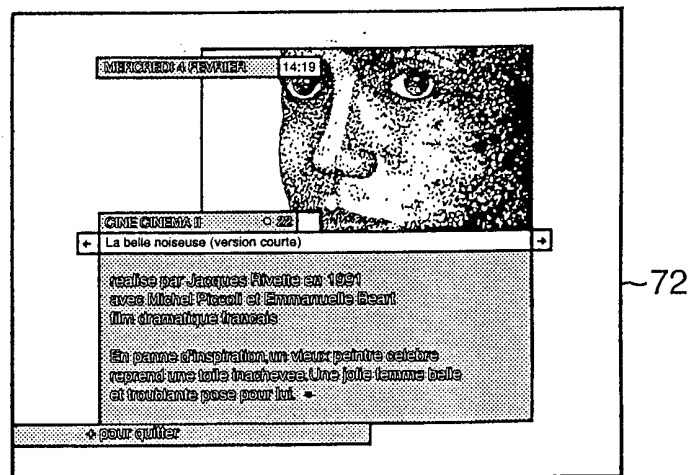 MERCREDI 4 FEVRIER 14:19
CINE CINEMA II 22
← La belle noiseuse (version courte) →
realise par Jacques Rivette en 1991
avec Michel Piccoli et Emmanuelle Beart
film dramatique francais
En panne d'inspiration,un vieux peintre celebre
reprend une toile inachevee.Une jolie femme belle
et troublante pose pour lui.
pour quitter
72